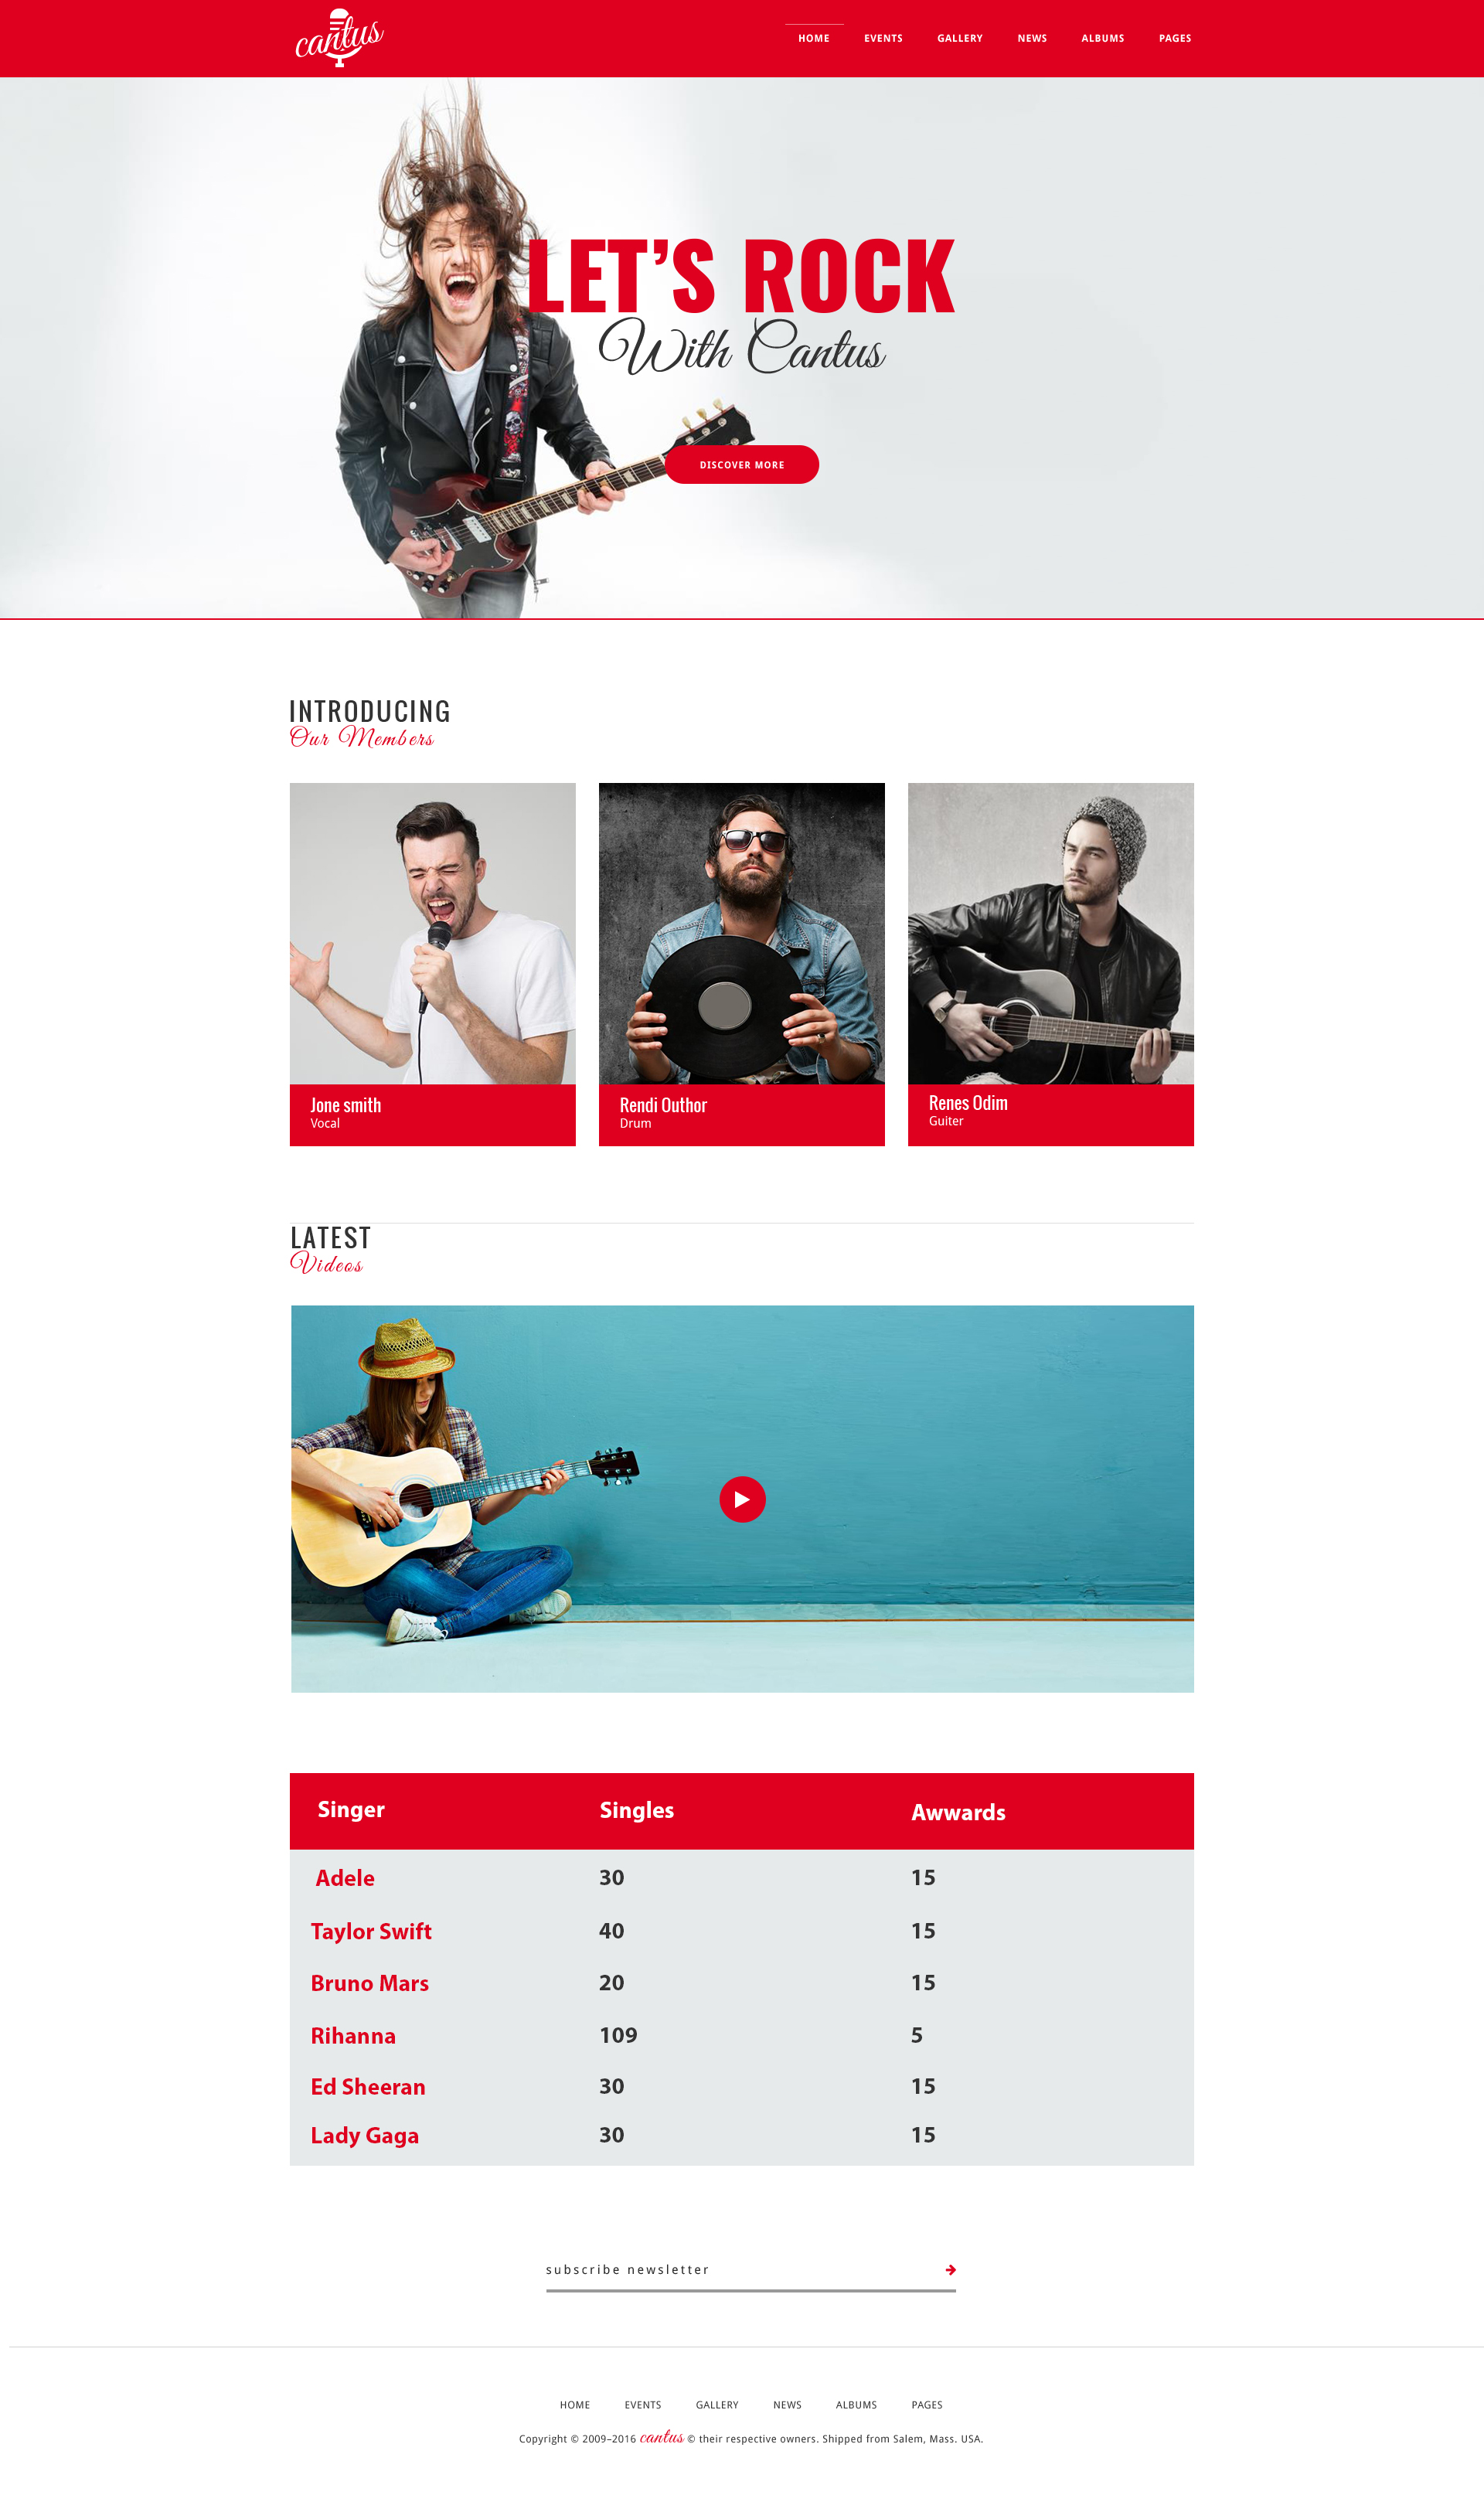 cantus
HOME EVENTS GALLERY NEWS ALBUMS PAGES
LET'S ROCK
With Cantus
DISCOVER MORE
INTRODUCING
Our Members
Jone smith
Vocal
Rendi Outhor
Drum
Renes Odim
Guiter
LATEST
Videos
Singer Singles Awwards
Adele 30 15
Taylor Swift 40 15
Bruno Mars 20 15
Rihanna 109 5
Ed Sheeran 30 15
Lady Gaga 30 15
subscribe newsletter
HOME EVENTS GALLERY NEWS ALBUMS PAGES
Copyright © 2009–2016 cantus © their respective owners. Shipped from Salem, Mass. USA.